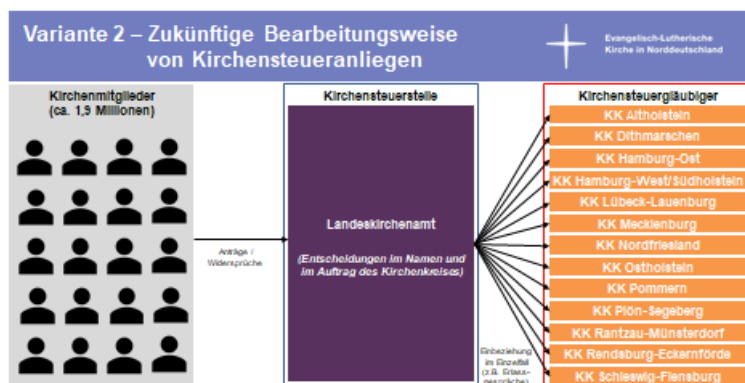 Variante 2 – Zukünftige Bearbeitungsweise
von Kirchensteueranliegen
Evangelisch-Lutherische
Kirche in Norddeutschland
Kirchenmitglieder
(ca. 1,9 Millionen)
Anträge /
Widersprüche
Kirchensteuerstelle
Landeskirchenamt
(Entscheidungen im Namen und
im Auftrag des Kirchenkreises)
Einbeziehung
im Einzelfall
(z.B. Erlass-
gespräche)
Kirchensteuergläubiger
KK Altholstein
KK Dithmarschen
KK Hamburg-Ost
KK Hamburg-West/Südholstein
KK Lübeck-Lauenburg
KK Mecklenburg
KK Nordfriesland
KK Ostholstein
KK Pommern
KK Plön-Segeberg
KK Rantzau-Münsterdorf
KK Rendsburg-Eckernförde
KK Schleswig-Flensburg